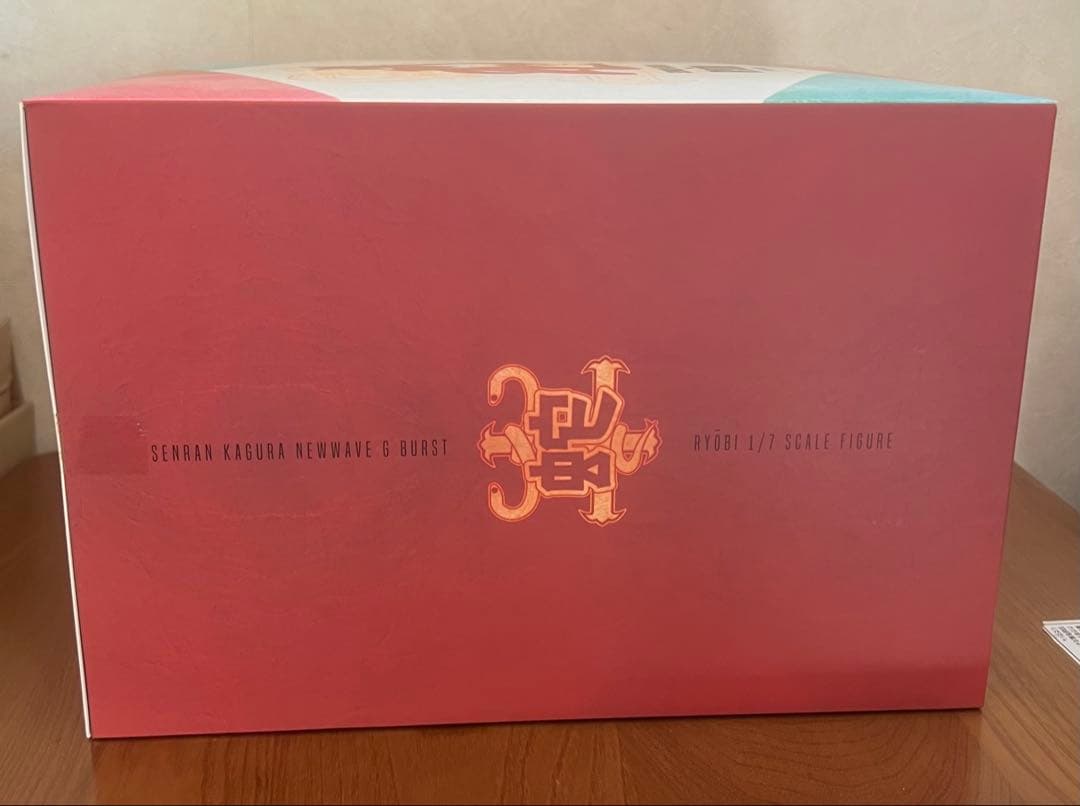 SENRAN KAGURA NEWWAVE G BURST
RYŌBI 1/7 SCALE FIGURE